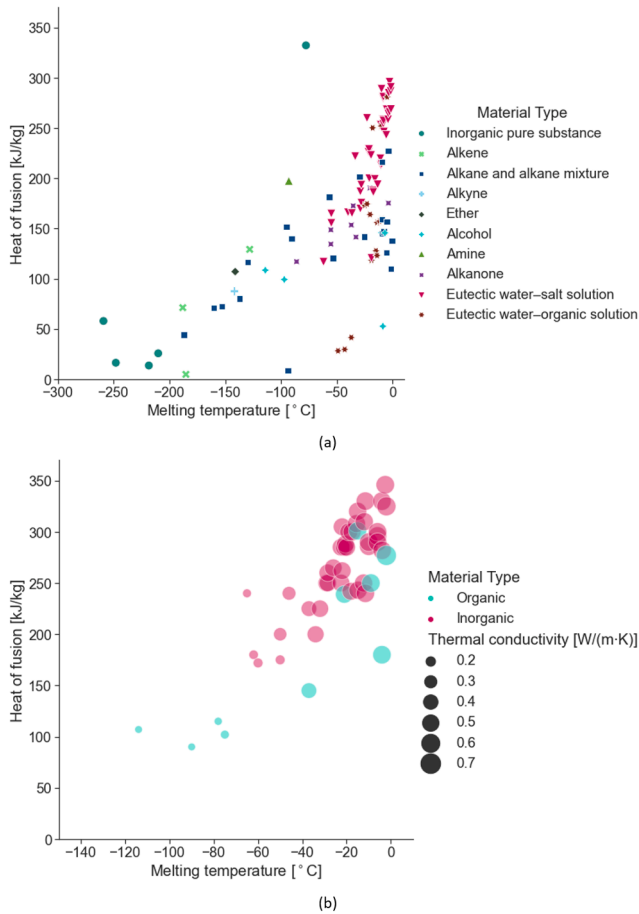 350
300
250
200
150
100
50
0
Heat of fusion [kJ/kg]
−300 −250 −200 −150 −100 −50 0
Melting temperature [°C]
Material Type
Inorganic pure substance
Alkene
Alkane and alkane mixture
Alkyne
Ether
Alcohol
Amine
Alkanone
Eutectic water–salt solution
Eutectic water–organic solution
(a)
350
300
250
200
150
100
50
0
Heat of fusion [kJ/kg]
−140 −120 −100 −80 −60 −40 −20 0
Melting temperature [°C]
Material Type
Organic
Inorganic
Thermal conductivity [W/(m·K)]
0.2
0.3
0.4
0.5
0.6
0.7
(b)